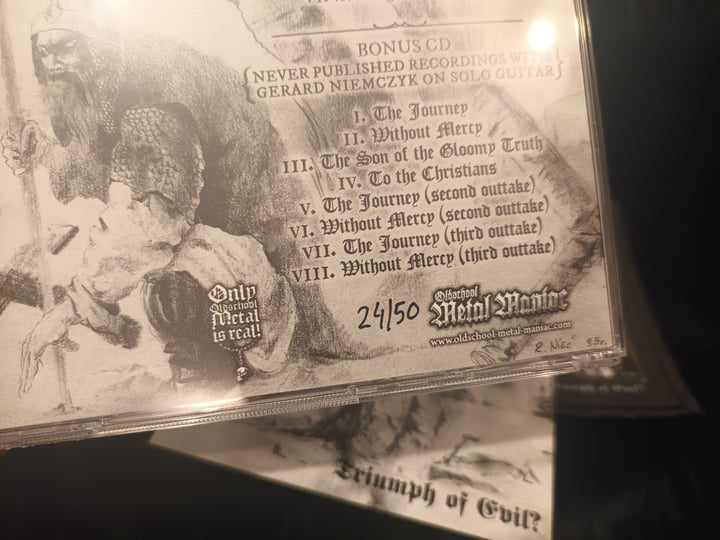 BONUS CD
{NEVER PUBLISHED RECORDINGS WITH
GERARD NIEMCZYK ON SOLO GUITAR}
I. The Journey
II. Without Mercy
III. The Son of the Gloomy Truth
IV. To the Christians
V. The Journey (second outtake)
VI. Without Mercy (second outtake)
VII. The Journey (third outtake)
VIII. Without Mercy (third outtake)
Only
Oldschool
Metal
is real!
24/50
Oldschool
Metal Maniac
www.oldschool-metal-maniac.com
R. Nieć
Triumph of Evil?